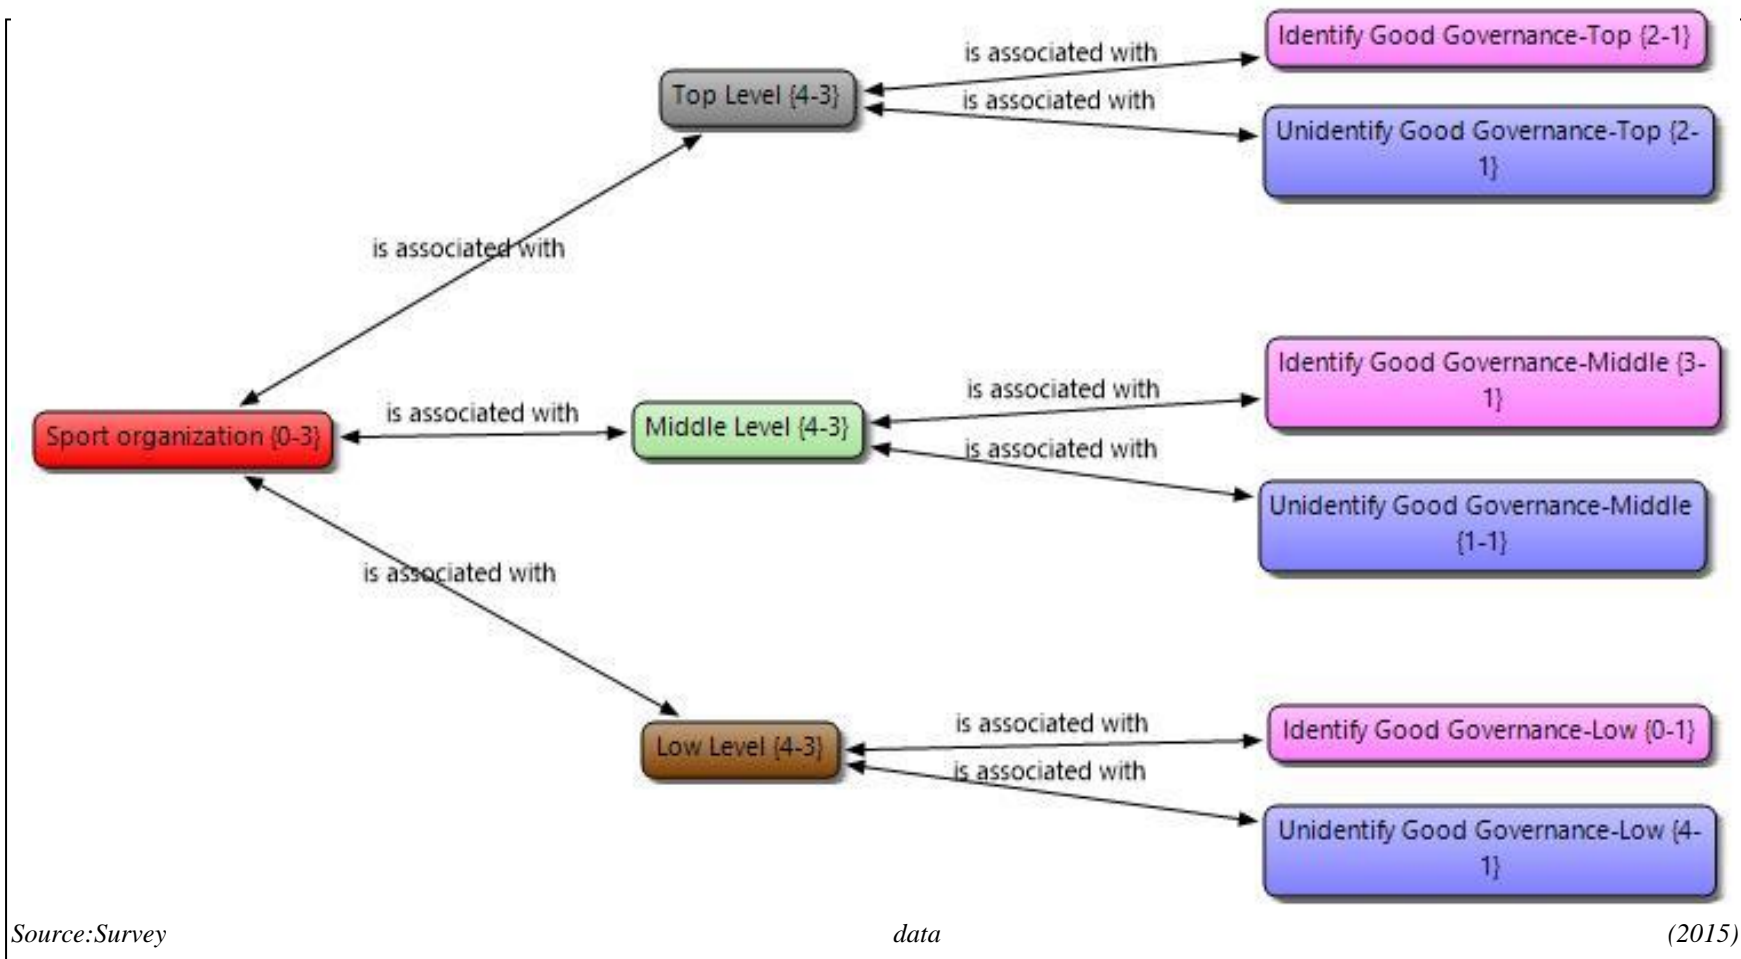 Identify Good Governance-Top {2-1}
is associated with
Top Level {4-3}
is associated with
Unidentify Good Governance-Top {2-
1}
is associated with
Identify Good Governance-Middle {3-
1}
is associated with
Sport organization {0-3}
is associated with
Middle Level {4-3}
is associated with
Unidentify Good Governance-Middle
{1-1}
is associated with
Identify Good Governance-Low {0-1}
is associated with
Low Level {4-3}
is associated with
Unidentify Good Governance-Low {4-
1}
Source:Survey data (2015)